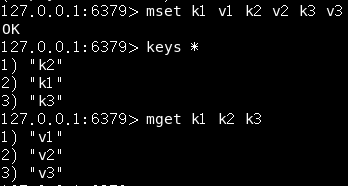 127.0.0.1:6379> mset k1 v1 k2 v2 k3 v3
OK
127.0.0.1:6379> keys *
1) "k2"
2) "k1"
3) "k3"
127.0.0.1:6379> mget k1 k2 k3
1) "v1"
2) "v2"
3) "v3"